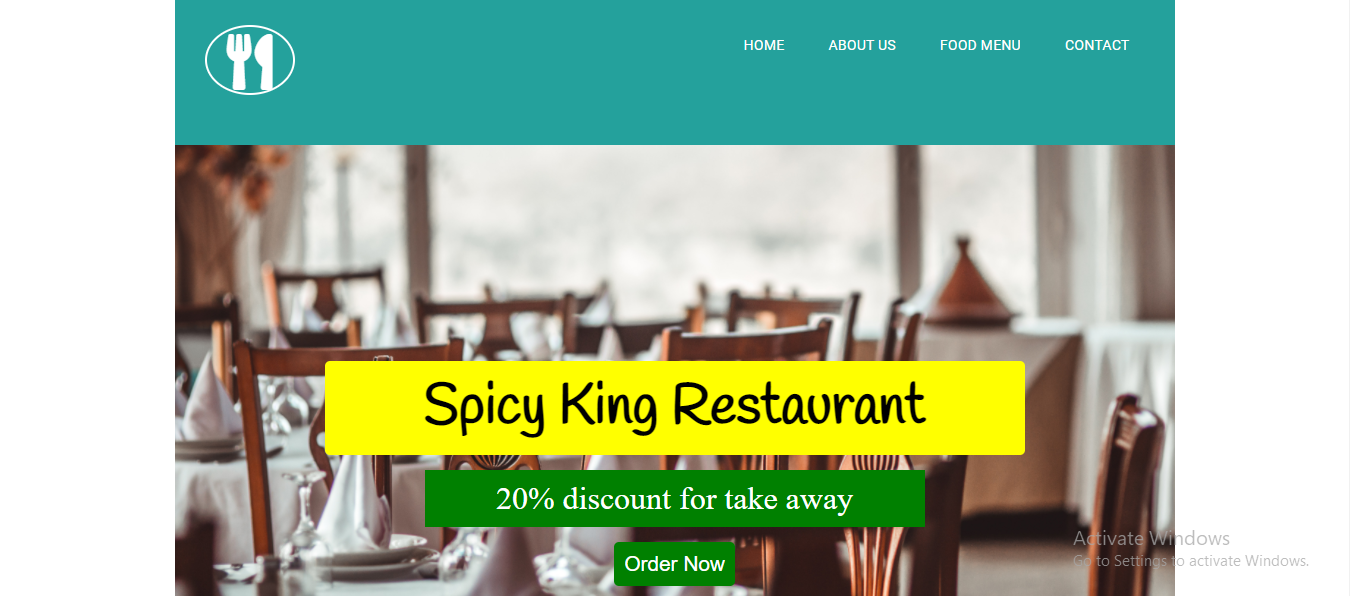 HOME ABOUT US FOOD MENU CONTACT
Spicy King Restaurant
20% discount for take away
Order Now
Activate Windows
Go to Settings to activate Windows.